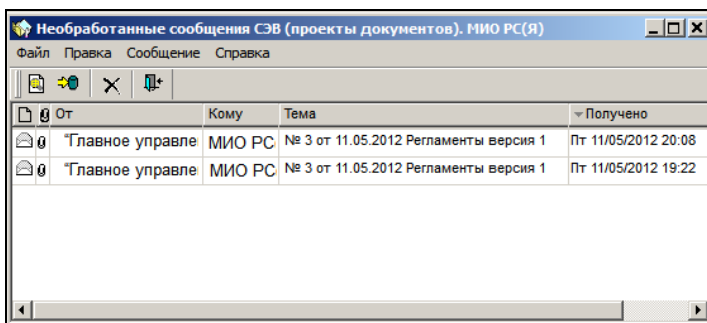 Необработанные сообщения СЭВ (проекты документов). МИО РС(Я)
Файл Правка Сообщение Справка
От Кому Тема Получено
"Главное управле МИО РС № 3 от 11.05.2012 Регламенты версия 1 Пт 11/05/2012 20:08
"Главное управле МИО РС № 3 от 11.05.2012 Регламенты версия 1 Пт 11/05/2012 19:22